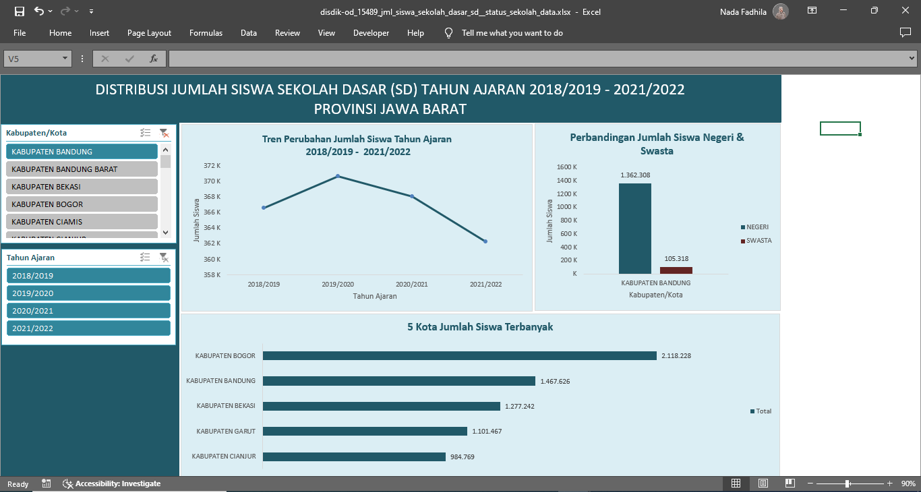 disdik-od_15489_jml_siswa_sekolah_dasar_sd__status_sekolah_data.xlsx - Excel
Nada Fadhila
File Home Insert Page Layout Formulas Data Review View Developer Help Tell me what you want to do
V5
fx
DISTRIBUSI JUMLAH SISWA SEKOLAH DASAR (SD) TAHUN AJARAN 2018/2019 - 2021/2022
PROVINSI JAWA BARAT
Kabupaten/Kota
KABUPATEN BANDUNG
KABUPATEN BANDUNG BARAT
KABUPATEN BEKASI
KABUPATEN BOGOR
KABUPATEN CIAMIS
Tahun Ajaran
2018/2019
2019/2020
2020/2021
2021/2022
Tren Perubahan Jumlah Siswa Tahun Ajaran
2018/2019 - 2021/2022
372 K
370 K
368 K
366 K
364 K
362 K
360 K
358 K
Jumlah Siswa
2018/2019 2019/2020 2020/2021 2021/2022
Tahun Ajaran
Perbandingan Jumlah Siswa Negeri &
Swasta
1600 K
1400 K
1200 K
1000 K
800 K
600 K
400 K
200 K
K
Jumlah Siswa
1.362.308
105.318
NEGERI
SWASTA
KABUPATEN BANDUNG
Kabupaten/Kota
5 Kota Jumlah Siswa Terbanyak
KABUPATEN BOGOR 2.118.228
KABUPATEN BANDUNG 1.467.626
KABUPATEN BEKASI 1.277.242
KABUPATEN GARUT 1.101.467
KABUPATEN CIANJUR 984.769
Total
Ready
Accessibility: Investigate
90%